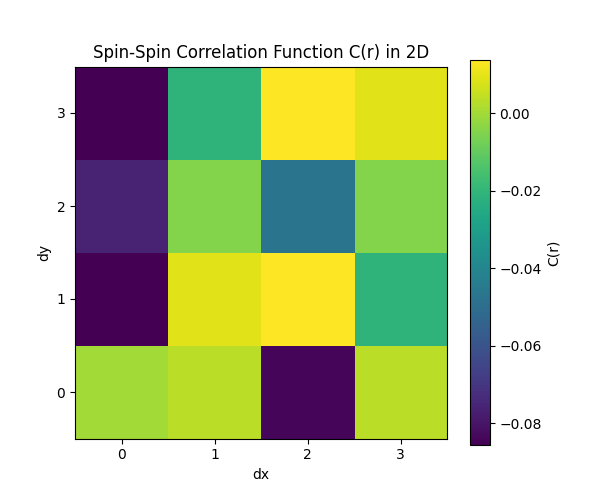 Spin-Spin Correlation Function C(r) in 2D
3
2
1
0
dy
0 1 2 3
dx
0.00
−0.02
−0.04
−0.06
−0.08
C(r)